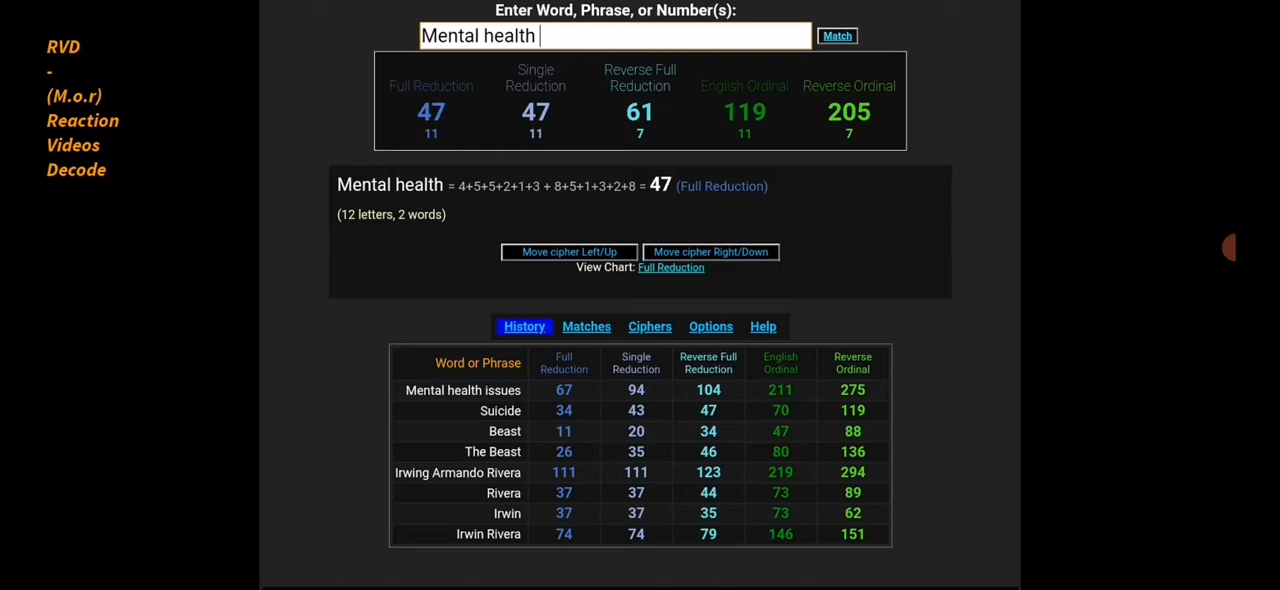 RVD
-
(M.o.r)
Reaction
Videos
Decode
Enter Word, Phrase, or Number(s):
Mental health
Match
Full Reduction Single Reduction Reverse Full Reduction English Ordinal Reverse Ordinal
47 47 61 119 205
11 11 7 11 7
Mental health = 4+5+5+2+1+3 + 8+5+1+3+2+8 = 47 (Full Reduction)
(12 letters, 2 words)
Move cipher Left/Up Move cipher Right/Down
View Chart: Full Reduction
History Matches Ciphers Options Help
Word or Phrase Full Reduction Single Reduction Reverse Full Reduction English Ordinal Reverse Ordinal
Mental health issues 67 94 104 211 275
Suicide 34 43 47 70 119
Beast 11 20 34 47 88
The Beast 26 35 46 80 136
Irwing Armando Rivera 111 111 123 219 294
Rivera 37 37 44 73 89
Irwin 37 37 35 73 62
Irwin Rivera 74 74 79 146 151